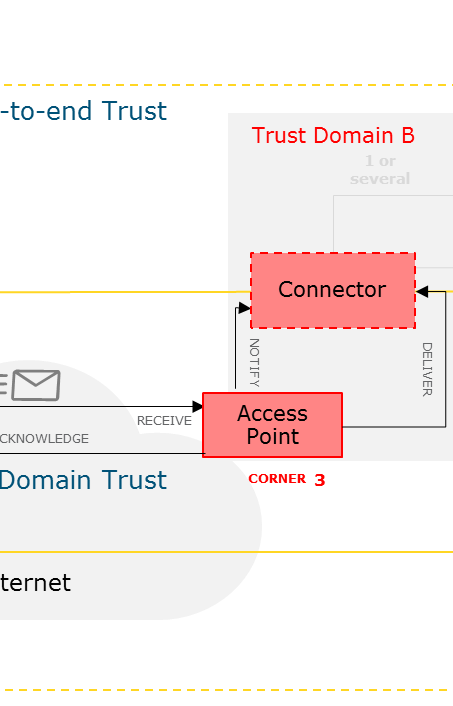 -to-end Trust
Trust Domain B
1 or
several
Connector
NOTIFY
DELIVER
RECEIVE
Access
Point
CKNOWLEDGE
Domain Trust
CORNER 3
ternet